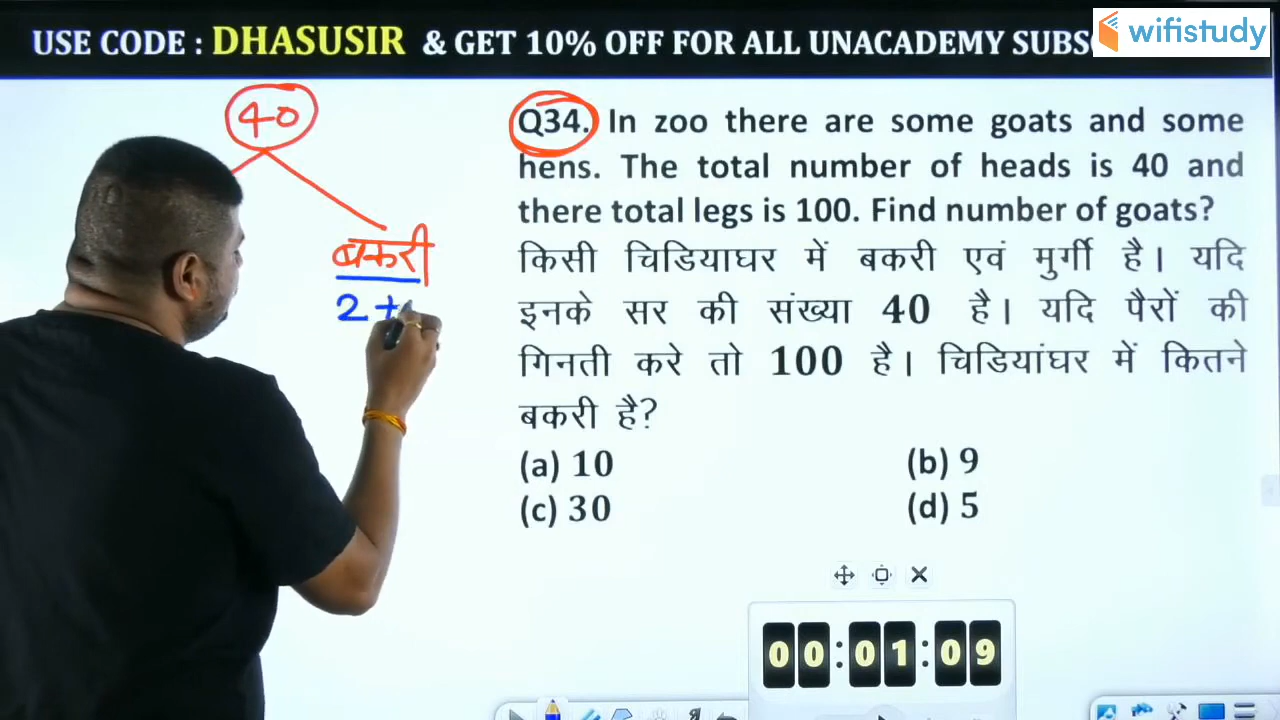 USE CODE : DHASUSIR & GET 10% OFF FOR ALL UNACADEMY
wifistudy
40
बकरी
2 +
Q34. In zoo there are some goats and some
hens. The total number of heads is 40 and
there total legs is 100. Find number of goats?
किसी चिडियाघर में बकरी एवं मुर्गी है। यदि
इनके सर की संख्या 40 है। यदि पैरों की
गिनती करे तो 100 है। चिडियांघर में कितने
बकरी है?
(a) 10 (b) 9
(c) 30 (d) 5
00:01:09